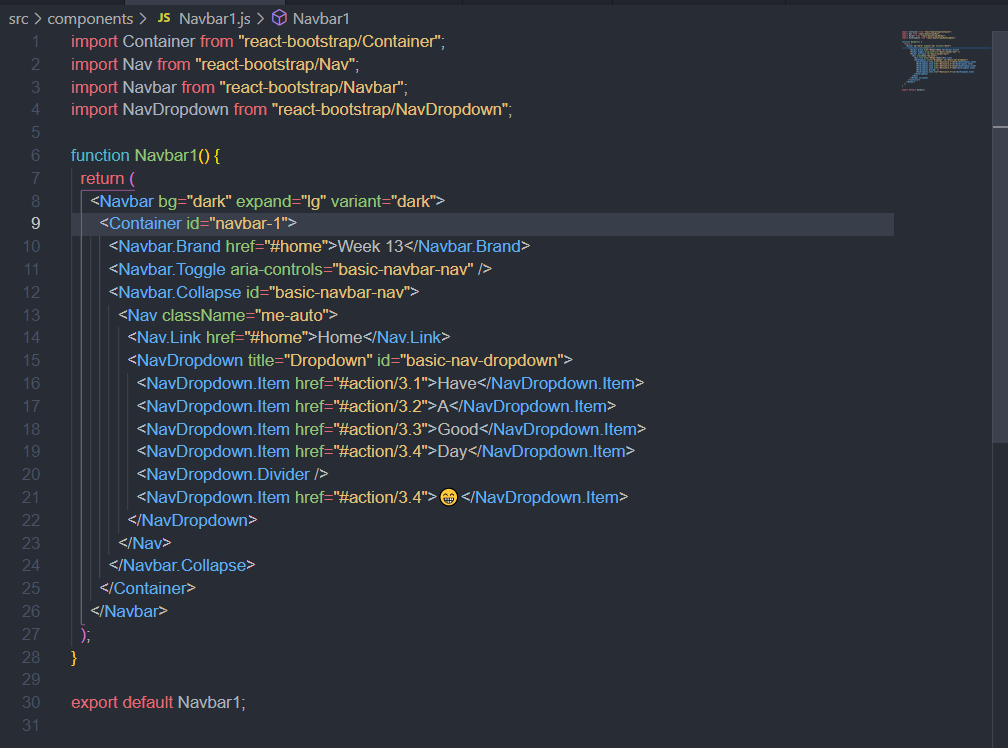 src > components > JS Navbar1.js > Navbar1
1 import Container from "react-bootstrap/Container";
2 import Nav from "react-bootstrap/Nav";
3 import Navbar from "react-bootstrap/Navbar";
4 import NavDropdown from "react-bootstrap/NavDropdown";
5
6 function Navbar1() {
7 return (
8 <Navbar bg="dark" expand="lg" variant="dark">
9 <Container id="navbar-1">
10 <Navbar.Brand href="#home">Week 13</Navbar.Brand>
11 <Navbar.Toggle aria-controls="basic-navbar-nav" />
12 <Navbar.Collapse id="basic-navbar-nav">
13 <Nav className="me-auto">
14 <Nav.Link href="#home">Home</Nav.Link>
15 <NavDropdown title="Dropdown" id="basic-nav-dropdown">
16 <NavDropdown.Item href="#action/3.1">Have</NavDropdown.Item>
17 <NavDropdown.Item href="#action/3.2">A</NavDropdown.Item>
18 <NavDropdown.Item href="#action/3.3">Good</NavDropdown.Item>
19 <NavDropdown.Item href="#action/3.4">Day</NavDropdown.Item>
20 <NavDropdown.Divider />
21 <NavDropdown.Item href="#action/3.4">😁</NavDropdown.Item>
22 </NavDropdown>
23 </Nav>
24 </Navbar.Collapse>
25 </Container>
26 </Navbar>
27 );
28 }
29
30 export default Navbar1;
31